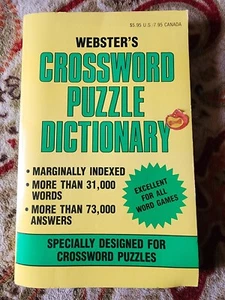 $5.95 U.S./7.95 CANADA
WEBSTER'S
CROSSWORD
PUZZLE
DICTIONARY
• MARGINALLY INDEXED
• MORE THAN 31,000
WORDS
• MORE THAN 73,000
ANSWERS
EXCELLENT
FOR ALL
WORD GAMES
SPECIALLY DESIGNED FOR
CROSSWORD PUZZLES